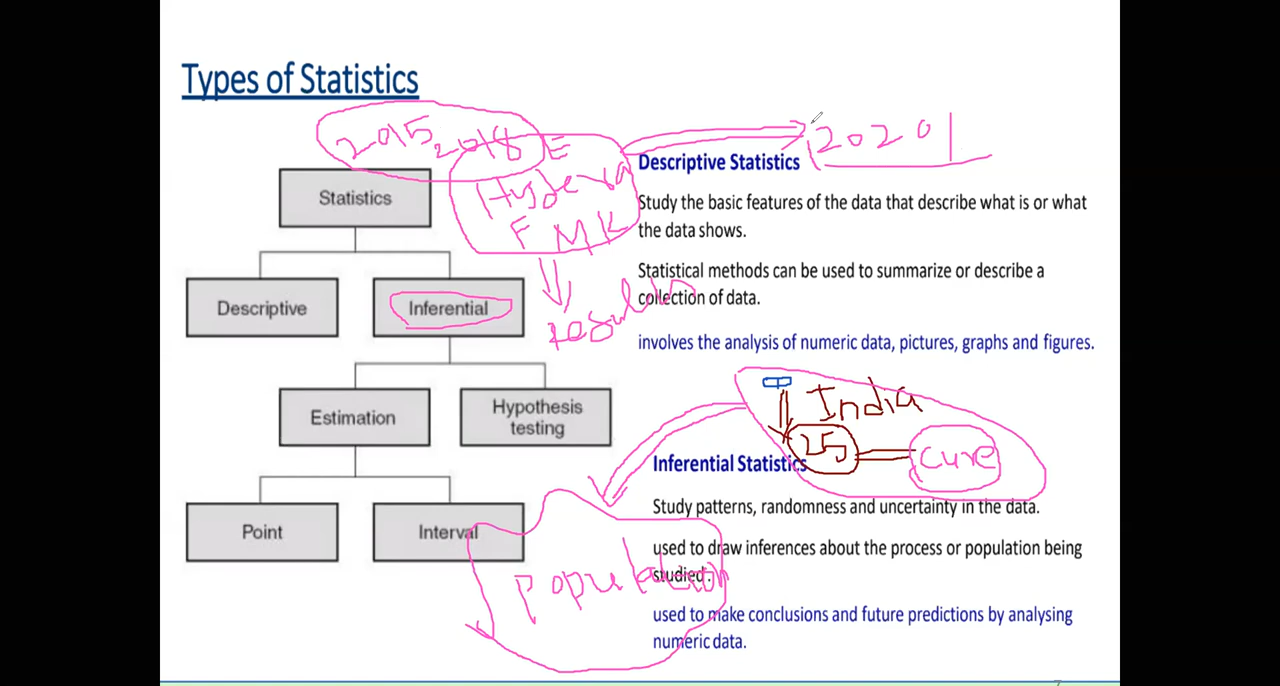 Types of Statistics
2015 2018 E
Hydera
F M K
2020
results
Statistics
Descriptive
Inferential
Estimation
Hypothesis
testing
Point
Interval
Descriptive Statistics
Study the basic features of the data that describe what is or what
the data shows.
Statistical methods can be used to summarize or describe a
collection of data.
involves the analysis of numeric data, pictures, graphs and figures.
India
25
cure
Inferential Statistics
Study patterns, randomness and uncertainty in the data.
used to draw inferences about the process or population being
studied.
used to make conclusions and future predictions by analysing
numeric data.
Population